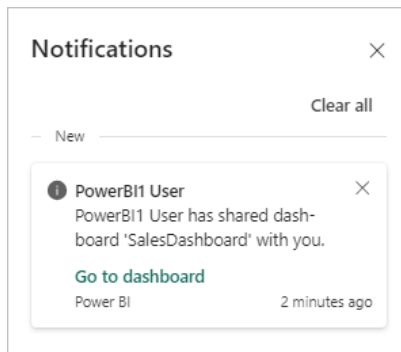 Notifications
Clear all
New
PowerBI1 User
PowerBI1 User has shared dash-
board 'SalesDashboard' with you.
Go to dashboard
Power BI 2 minutes ago